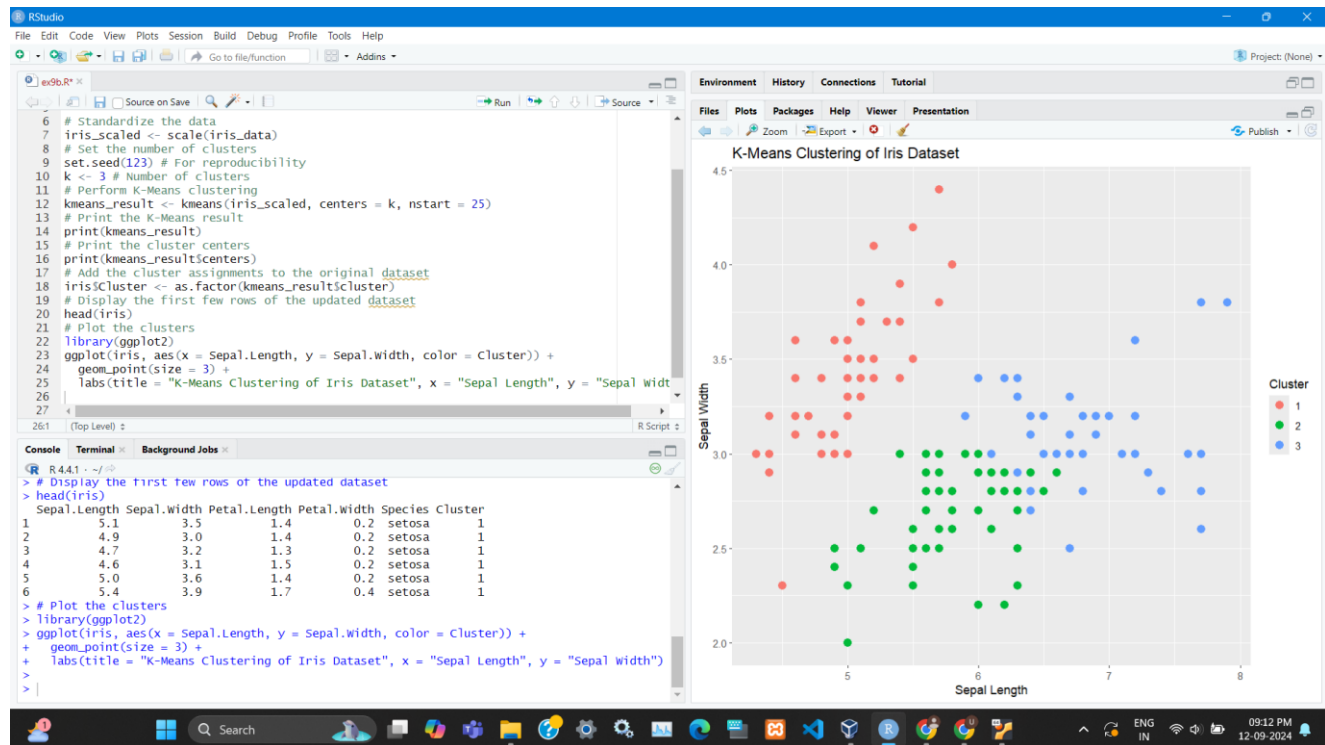 RStudio
File Edit Code View Plots Session Build Debug Profile Tools Help
Go to file/function Addins Project: (None)
ex9b.R*
Source on Save Run Source
6 # Standardize the data
7 iris_scaled <- scale(iris_data)
8 # Set the number of clusters
9 set.seed(123) # For reproducibility
10 k <- 3 # Number of clusters
11 # Perform K-Means clustering
12 kmeans_result <- kmeans(iris_scaled, centers = k, nstart = 25)
13 # Print the K-Means result
14 print(kmeans_result)
15 # Print the cluster centers
16 print(kmeans_result$centers)
17 # Add the cluster assignments to the original dataset
18 iris$Cluster <- as.factor(kmeans_result$cluster)
19 # Display the first few rows of the updated dataset
20 head(iris)
21 # Plot the clusters
22 library(ggplot2)
23 ggplot(iris, aes(x = Sepal.Length, y = Sepal.Width, color = Cluster)) +
24 geom_point(size = 3) +
25 labs(title = "K-Means Clustering of Iris Dataset", x = "Sepal Length", y = "Sepal Widt
26
27
26:1 (Top Level) R Script
Console Terminal Background Jobs
R R 4.4.1 · ~/
> # Display the first few rows of the updated dataset
> head(iris)
Sepal.Length Sepal.Width Petal.Length Petal.Width Species Cluster
1 5.1 3.5 1.4 0.2 setosa 1
2 4.9 3.0 1.4 0.2 setosa 1
3 4.7 3.2 1.3 0.2 setosa 1
4 4.6 3.1 1.5 0.2 setosa 1
5 5.0 3.6 1.4 0.2 setosa 1
6 5.4 3.9 1.7 0.4 setosa 1
> # Plot the clusters
> library(ggplot2)
> ggplot(iris, aes(x = Sepal.Length, y = Sepal.Width, color = Cluster)) +
+ geom_point(size = 3) +
+ labs(title = "K-Means Clustering of Iris Dataset", x = "Sepal Length", y = "Sepal Width")
>
>
Environment History Connections Tutorial
Files Plots Packages Help Viewer Presentation
Zoom Export Publish
K-Means Clustering of Iris Dataset
4.5
4.0
3.5
3.0
2.5
2.0
Sepal Width
5 6 7 8
Sepal Length
Cluster
1
2
3
1
Search
ENG
IN
09:12 PM
12-09-2024